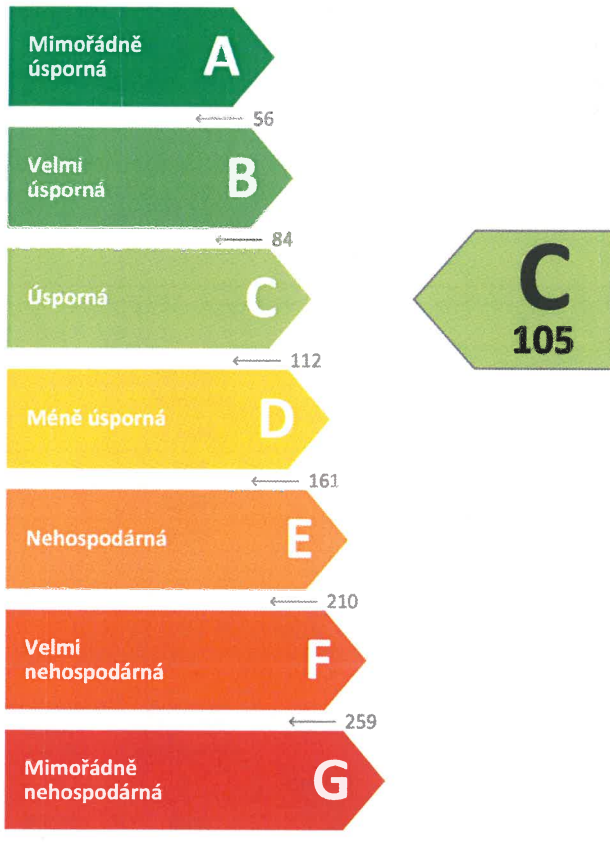 Mimořádně
úsporná
A
56
Velmi
úsporná
B
84
Úsporná
C
C
105
112
Méně úsporná
D
161
Nehospodárná
E
210
Velmi
nehospodárná
F
259
Mimořádně
nehospodárná
G